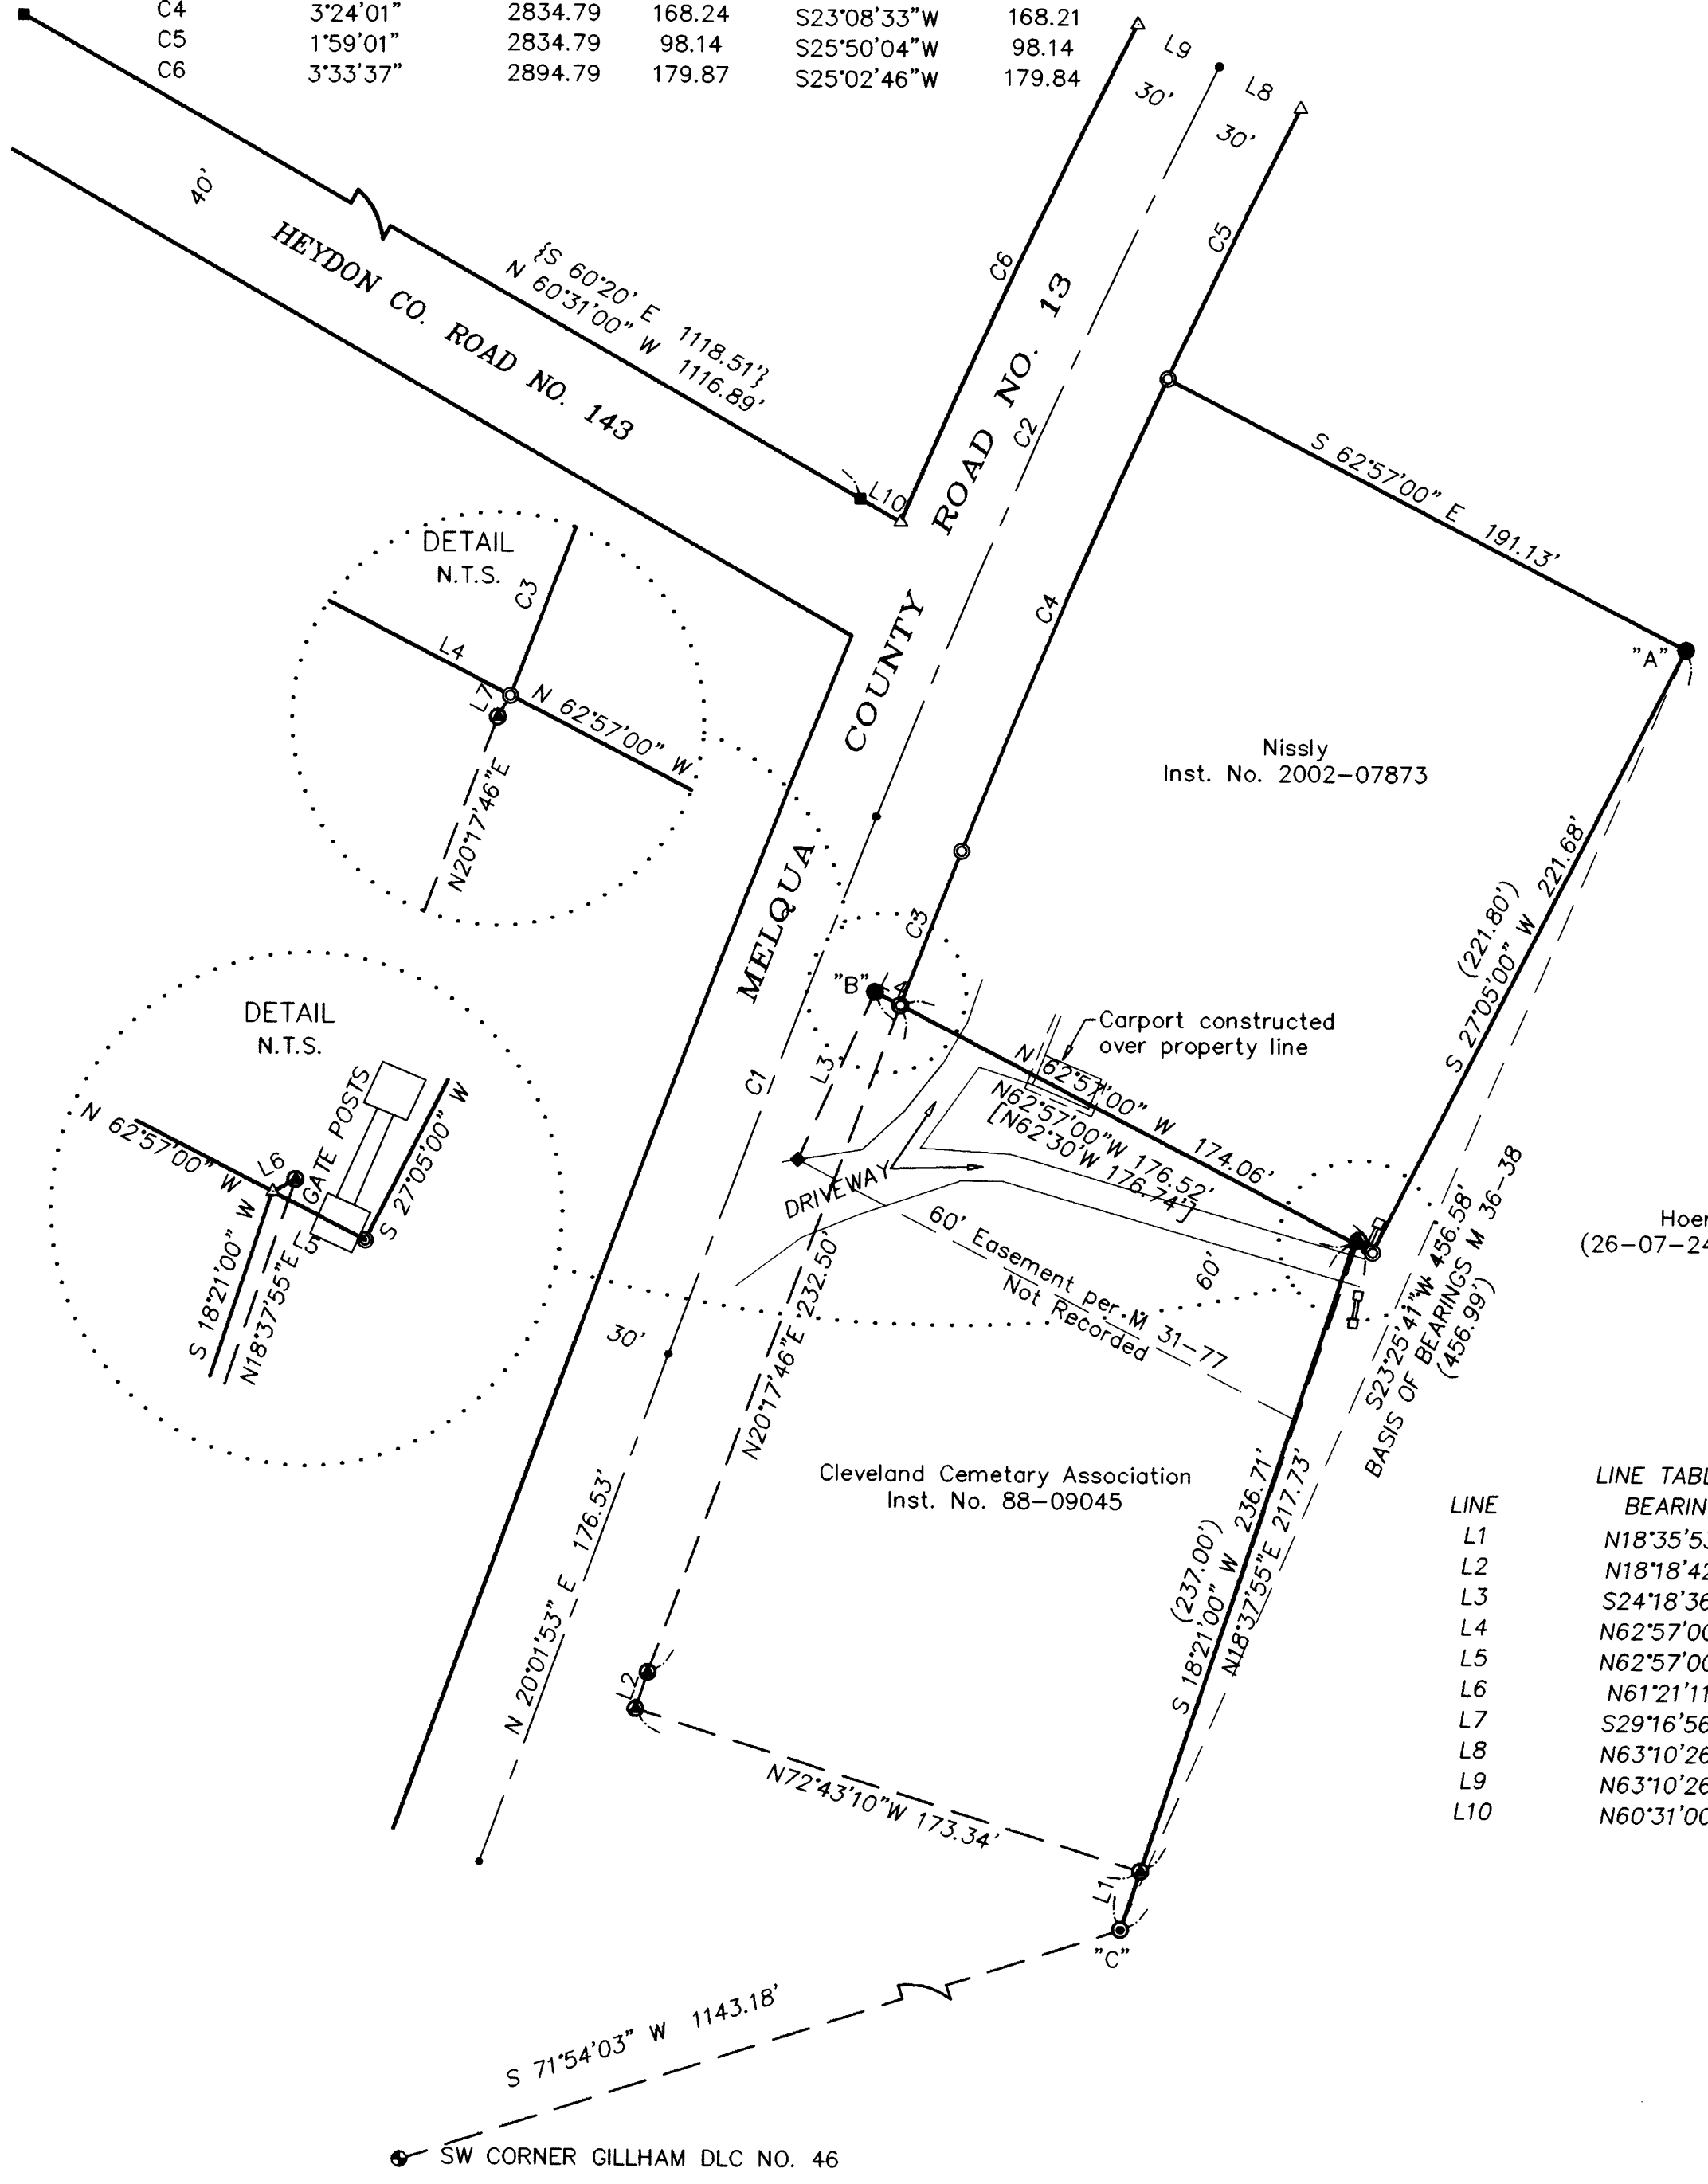 C4 3°24'01" 2834.79 168.24 S23°08'33"W 168.21
C5 1°59'01" 2834.79 98.14 S25°50'04"W 98.14
C6 3°33'37" 2894.79 179.87 S25°02'46"W 179.84
L9
30'
L8
30'
40'
HEYDON CO. ROAD NO. 143
{S 60°20' E 1118.51'}
N 60°31'00" W 1116.89'
C6
C5
MELQUA COUNTY ROAD NO. 13
C2
L10
S 62°57'00" E 191.13'
C4
"A"
DETAIL
N.T.S.
C3
L4
L7
N 62°57'00" W
N20°17'46"E
Nissly
Inst. No. 2002-07873
(221.80')
S 27°05'00" W 221.68'
C3
"B"
L3
C1
Carport constructed
over property line
N 62°57'00" W 174.06'
N62°57'00"W 176.52'
[N62°30'W 176.74']
DRIVEWAY
60' Easement per M 31-77
Not Recorded
60'
DETAIL
N.T.S.
N 62°57'00" W
L6
GATE POSTS
S 27°05'00" W
L5
S 18°21'00" W
N18°37'55"E
Hoer
(26-07-24
S23°25'41"W 456.58'
BASIS OF BEARINGS M 36-38
(456.99')
30'
N20°17'46"E 232.50'
N 20°01'53" E 176.53'
Cleveland Cemetary Association
Inst. No. 88-09045
(237.00')
S 18°21'00" W 236.71'
N18°37'55"E 217.73'
LINE TABL
LINE BEARIN
L1 N18°35'5
L2 N18°18'42
L3 S24°18'36
L4 N62°57'00
L5 N62°57'00
L6 N61°21'11
L7 S29°16'56
L8 N63°10'26
L9 N63°10'26
L10 N60°31'00
L2
N72°43'10"W 173.34'
L1
"C"
S 71°54'03" W 1143.18'
SW CORNER GILLHAM DLC NO. 46